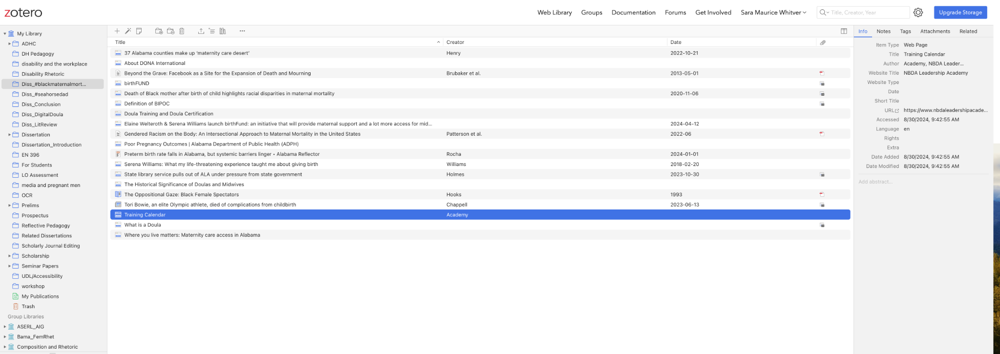 zotero
Web Library Groups Documentation Forums Get Involved Sara Maurice Whitver Title, Creator, Year Upgrade Storage
My Library
ADHC
DH Pedagogy
disability and the workplace
Disability Rhetoric
Diss_#blackmaternalmort...
Diss_#seahorsedad
Diss_Conclusion
Diss_DigitalDoula
Diss_LitReview
Dissertation
Dissertation_Introduction
EN 396
For Students
LO Assessment
media and pregnant men
OCR
Prelims
Prospectus
Reflective Pedagogy
Related Dissertations
Scholarly Journal Editing
Scholarship
Seminar Papers
UDL/Accessibility
workshop
My Publications
Trash
Group Libraries
ASERL_AIG
Bama_FemRhet
Composition and Rhetoric
Title Creator Date
37 Alabama counties make up ‘maternity care desert’ Henry 2022-10-21
About DONA International
Beyond the Grave: Facebook as a Site for the Expansion of Death and Mourning Brubaker et al. 2013-05-01
birthFUND
Death of Black mother after birth of child highlights racial disparities in maternal mortality 2020-11-06
Definition of BIPOC
Doula Training and Doula Certification
Elaine Welteroth & Serena Williams launch birthFund: an initiative that will provide maternal support and a lot more access for mid... 2024-04-12
Gendered Racism on the Body: An Intersectional Approach to Maternal Mortality in the United States Patterson et al. 2022-06
Poor Pregnancy Outcomes | Alabama Department of Public Health (ADPH)
Preterm birth rate falls in Alabama, but systemic barriers linger • Alabama Reflector Rocha 2024-01-01
Serena Williams: What my life-threatening experience taught me about giving birth Williams 2018-02-20
State library service pulls out of ALA under pressure from state government Holmes 2023-10-30
The Historical Significance of Doulas and Midwives
The Oppositional Gaze: Black Female Spectators Hooks 1993
Tori Bowie, an elite Olympic athlete, died of complications from childbirth Chappell 2023-06-13
Training Calendar Academy
What is a Doula
Where you live matters: Maternity care access in Alabama
Info Notes Tags Attachments Related
Item Type Web Page
Title Training Calendar
Author Academy, NBDA Leader...
Website Title NBDA Leadership Academy
Website Type
Date
Short Title
URL https://www.nbdaleadershipacade...
Accessed 8/30/2024, 9:42:55 AM
Language en
Rights
Extra
Date Added 8/30/2024, 9:42:55 AM
Date Modified 8/30/2024, 9:42:55 AM
Add abstract...